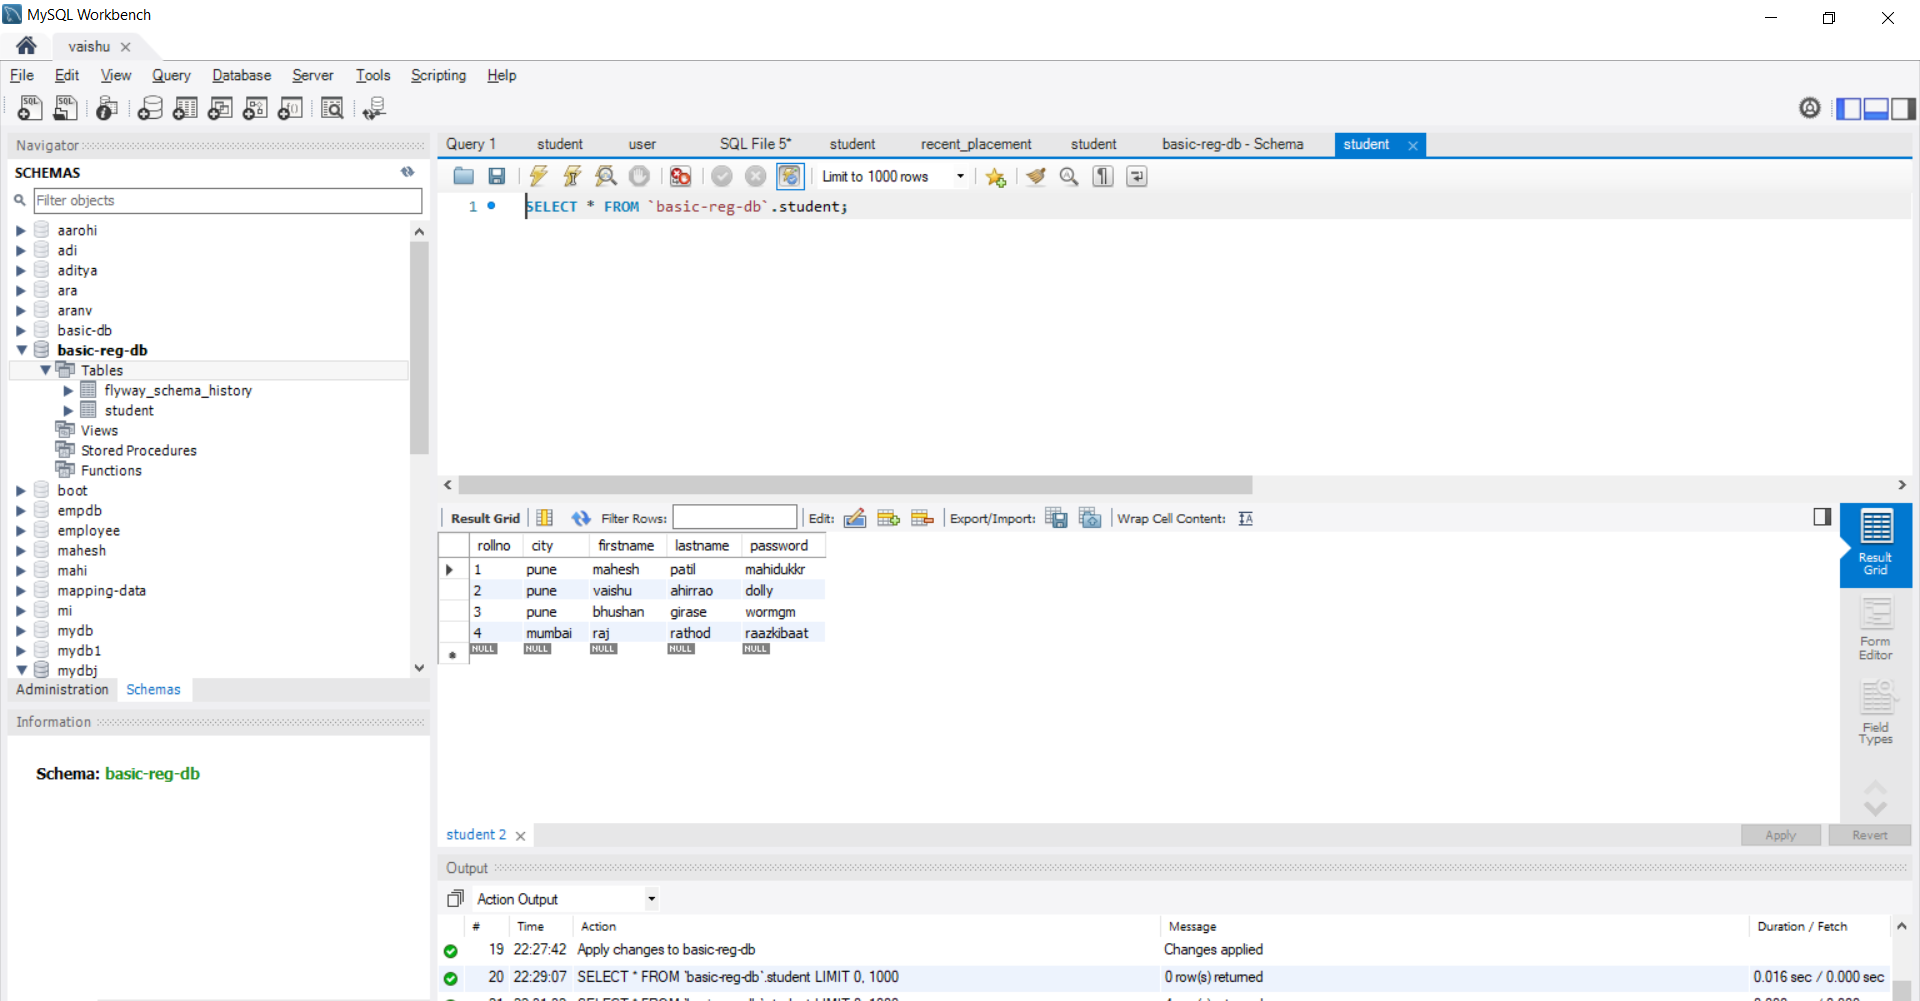 MySQL Workbench
vaishu
File Edit View Query Database Server Tools Scripting Help
Navigator
SCHEMAS
Filter objects
aarohi
adi
aditya
ara
aranv
basic-db
basic-reg-db
Tables
flyway_schema_history
student
Views
Stored Procedures
Functions
boot
empdb
employee
mahesh
mahi
mapping-data
mi
mydb
mydb1
mydbj
Administration Schemas
Information
Schema: basic-reg-db
Query 1 student user SQL File 5* student recent_placement student basic-reg-db - Schema student
Limit to 1000 rows
1 SELECT * FROM `basic-reg-db`.student;
Result Grid Filter Rows: Edit: Export/Import: Wrap Cell Content:
rollno city firstname lastname password
1 pune mahesh patil mahidukkr
2 pune vaishu ahirrao dolly
3 pune bhushan girase wormgm
4 mumbai raj rathod raazkibaat
NULL NULL NULL NULL NULL
Result
Grid
Form
Editor
Field
Types
student 2
Apply Revert
Output
Action Output
# Time Action Message Duration / Fetch
19 22:27:42 Apply changes to basic-reg-db Changes applied
20 22:29:07 SELECT * FROM `basic-reg-db`.student LIMIT 0, 1000 0 row(s) returned 0.016 sec / 0.000 sec